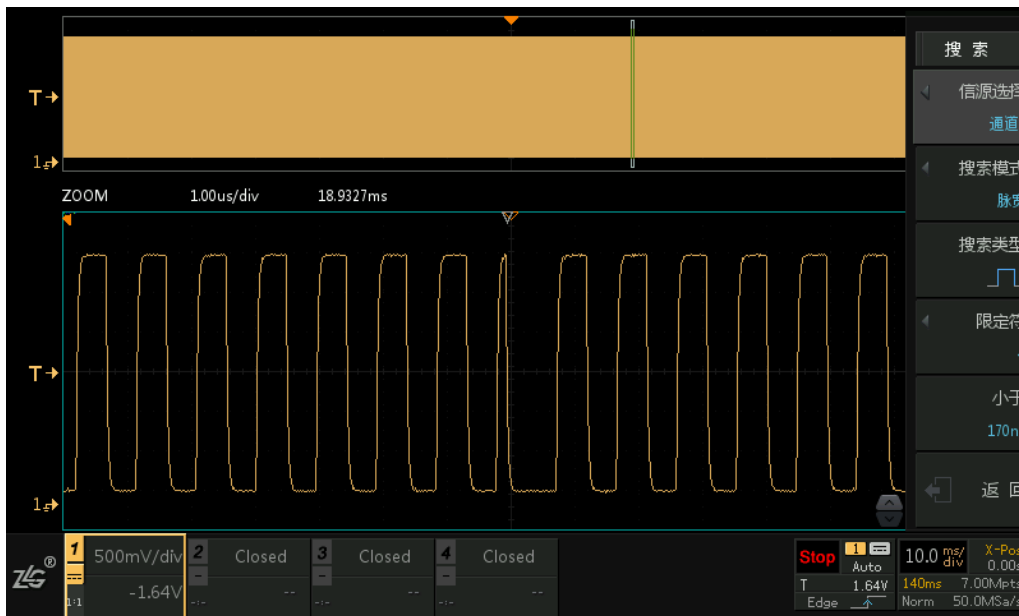 搜 索
T
信源选择
通道
1
搜索模式
ZOOM 1.00us/div 18.9327ms
脉宽
搜索类型
限定符
T
小于
170n
1
返 回
ZLG®
1 500mV/div 2 Closed 3 Closed 4 Closed
1:1 -1.64V -:- -- -:- -- -:- --
Stop 1 Auto 10.0 ms/div X-Pos
0.00s
T 1.64V 140ms 7.00Mpts
Edge Norm 50.0MSa/s